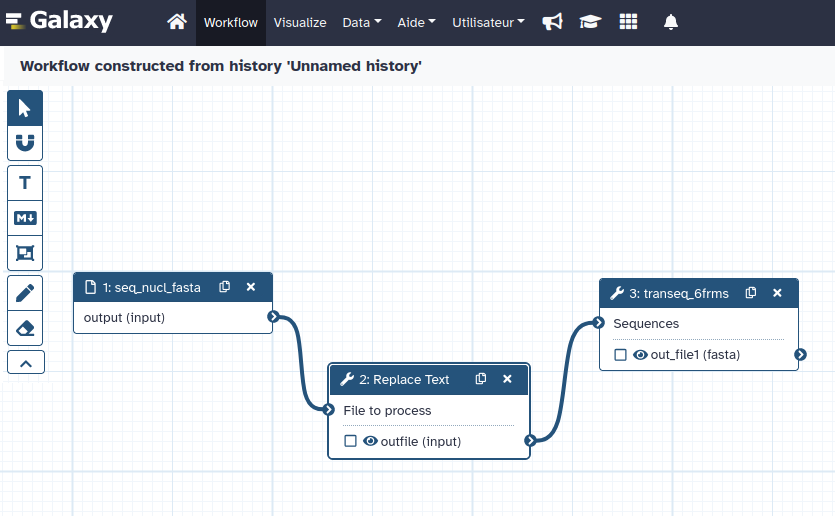 Galaxy Workflow Visualize Data Aide Utilisateur
Workflow constructed from history 'Unnamed history'
T
M
1: seq_nucl_fasta
output (input)
2: Replace Text
File to process
outfile (input)
3: transeq_6frms
Sequences
out_file1 (fasta)